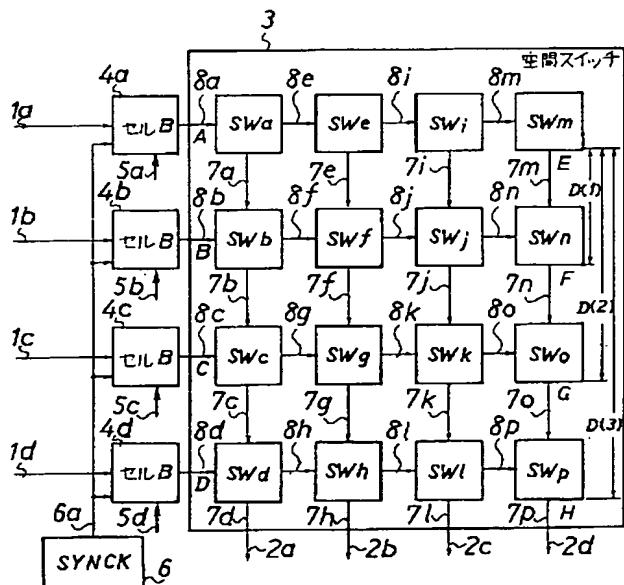 3
空間スイッチ
4a 8a 8e 8i 8m
1a セルB A SWa SWe SWi SWm
5a 7a 7e 7i 7m E
4b 8b 8f 8j 8n D(1)
1b セルB B SWb SWf SWj SWn
5b 7b 7f 7j 7n F
D(2)
4c 8c 8g 8k 8o
1c セルB C SWc SWg SWk SWo
5c 7c 7g 7k 7o G
4d 8d 8h 8l 8p D(3)
1d セルB D SWd SWh SWl SWp
6a 5d 7d 7h 7l 7p H
2a 2b 2c 2d
SYNCK 6